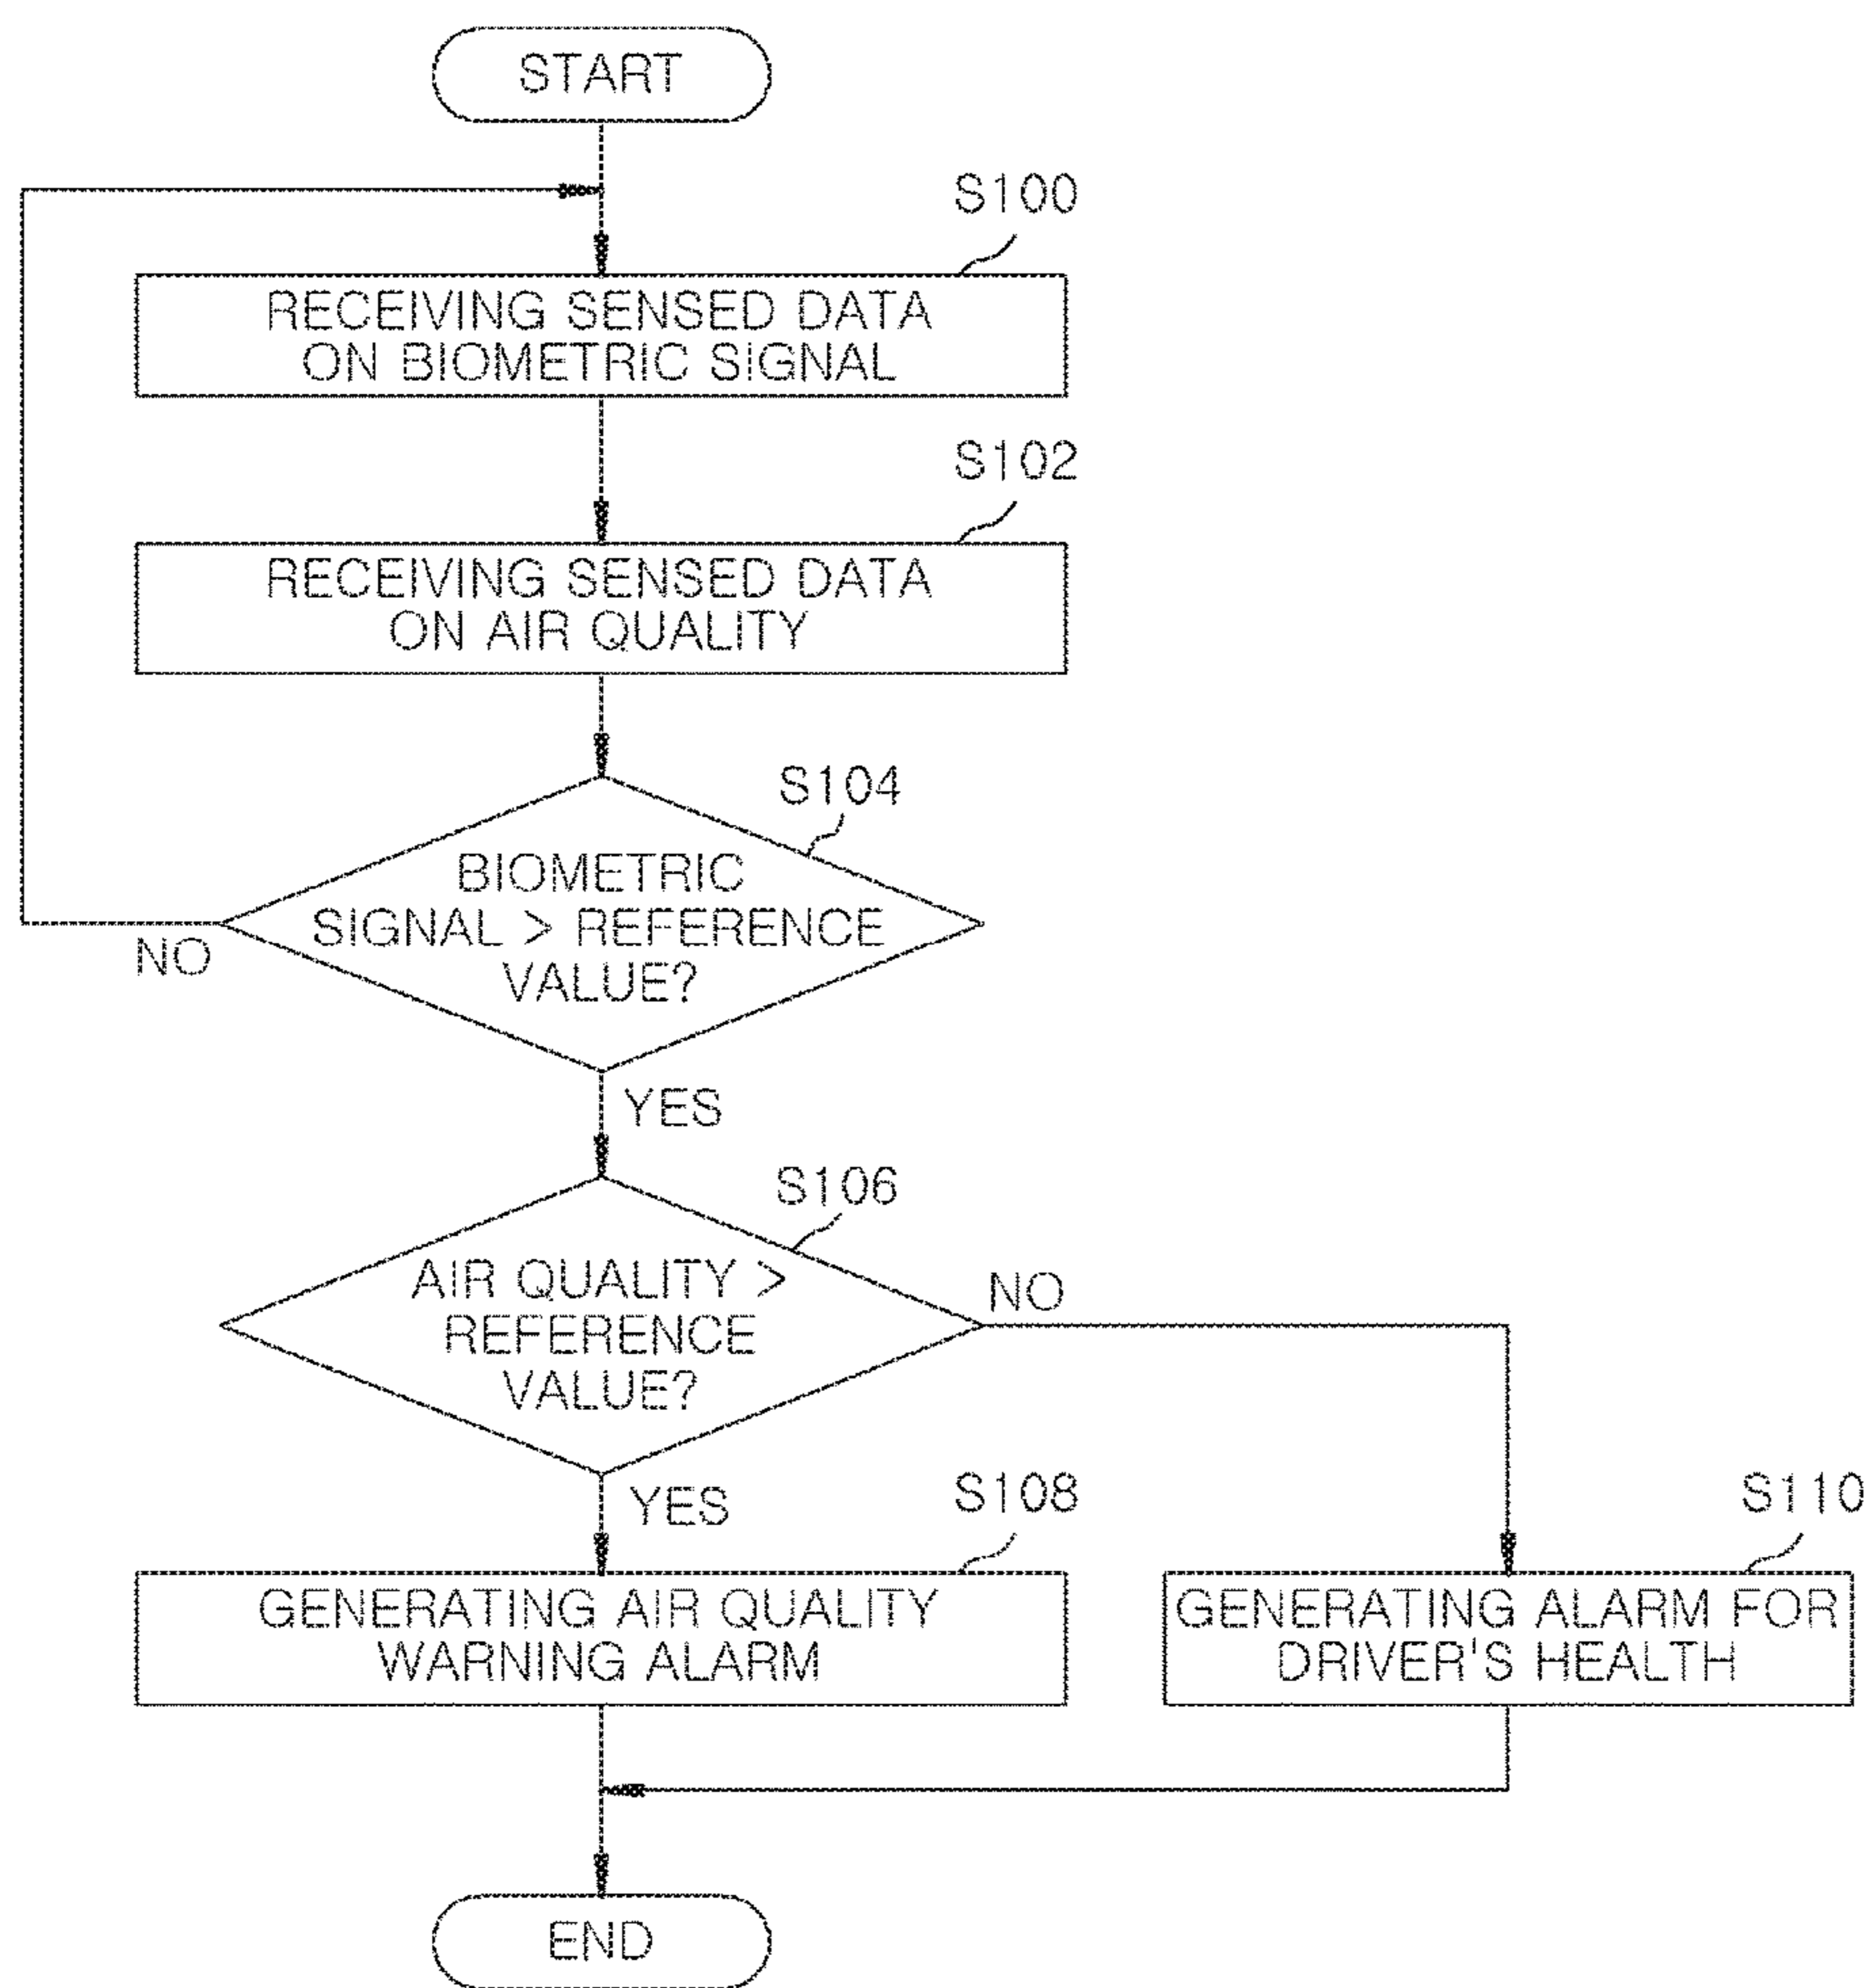 START
S100
RECEIVING SENSED DATA
ON BIOMETRIC SIGNAL
S102
RECEIVING SENSED DATA
ON AIR QUALITY
S104
BIOMETRIC
SIGNAL > REFERENCE
VALUE?
NO
YES
S106
AIR QUALITY >
REFERENCE
VALUE?
NO
YES
S108
GENERATING AIR QUALITY
WARNING ALARM
S110
GENERATING ALARM FOR
DRIVER'S HEALTH
END